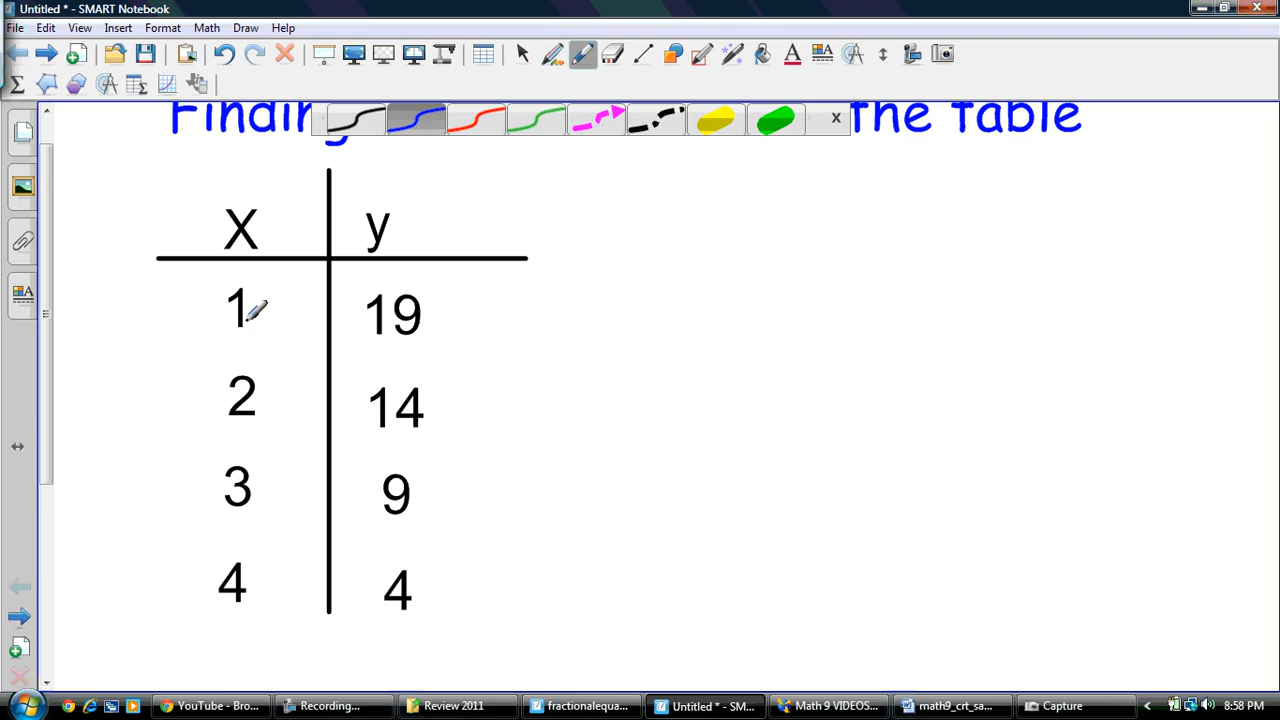 Untitled * - SMART Notebook
File Edit View Insert Format Math Draw Help
the table
X y
1 19
2 14
3 9
4 4
YouTube - Bro... Recording... Review 2011 fractionalequa... Untitled * - SM... Math 9 VIDEOS... math9_crt_sa... Capture 8:58 PM